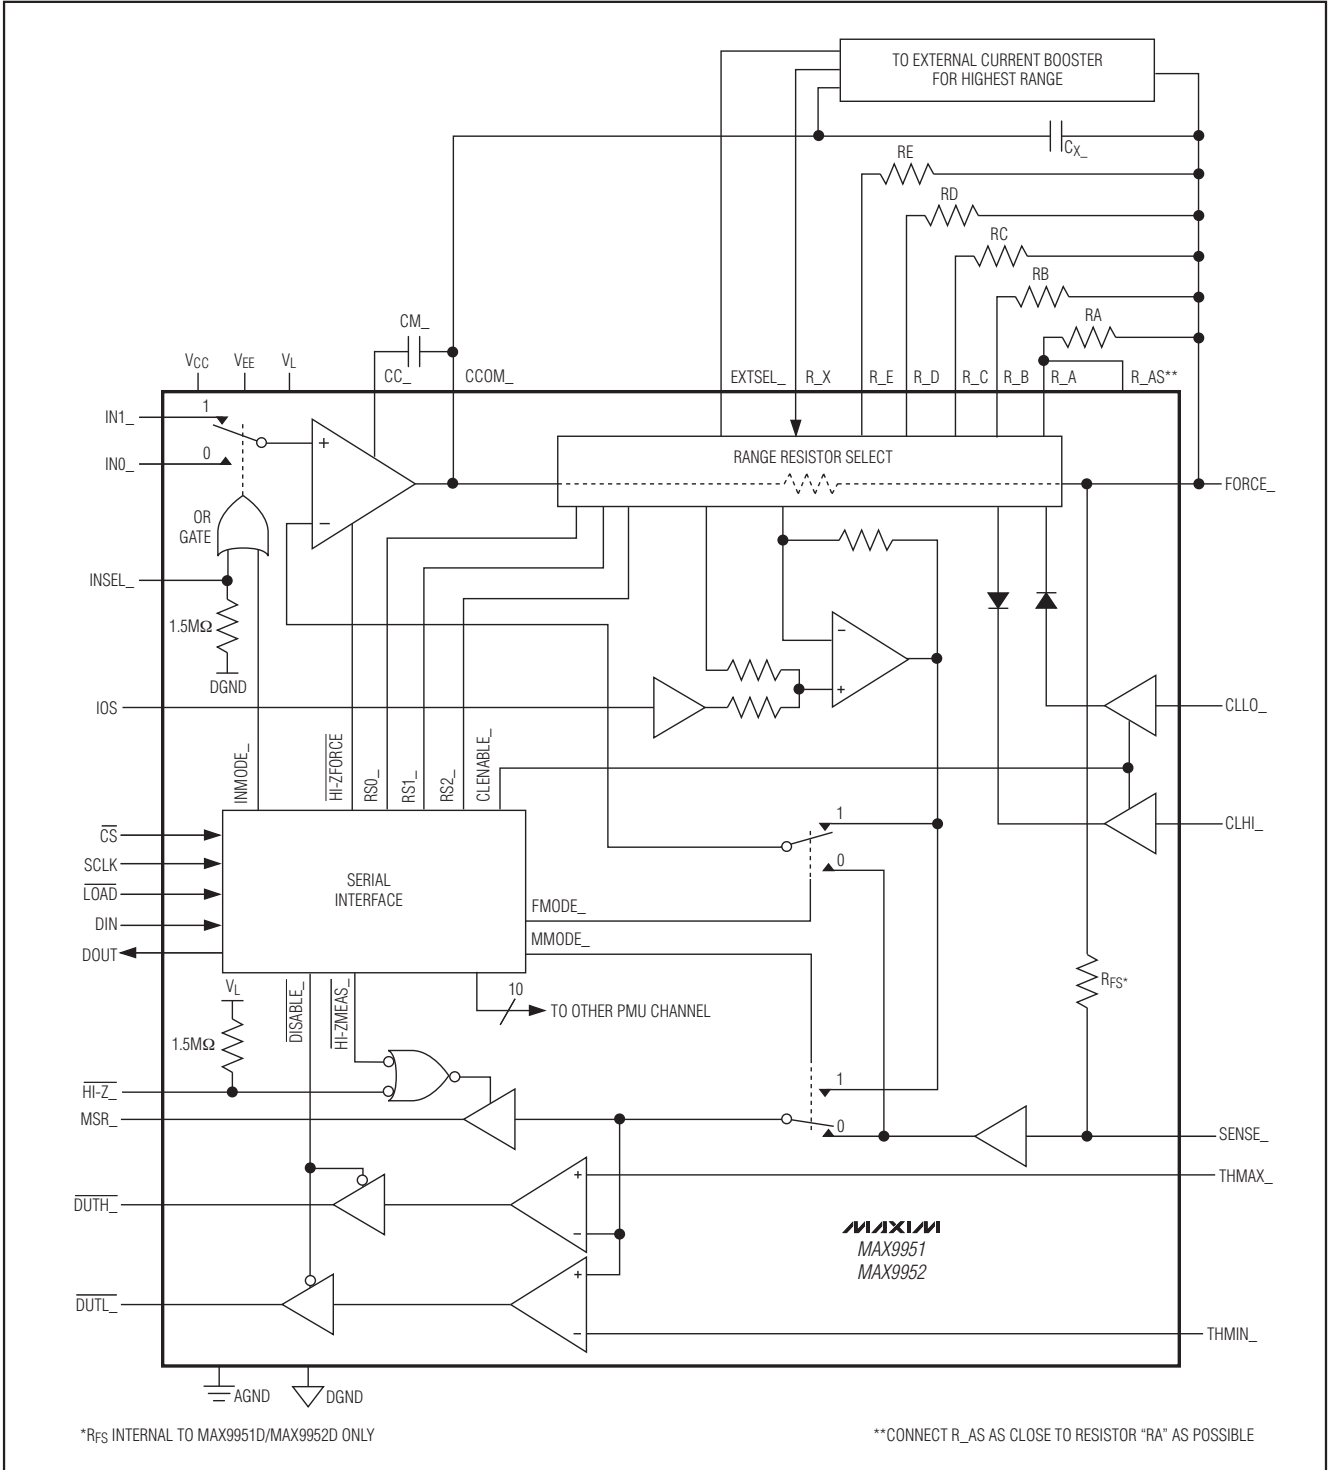 TO EXTERNAL CURRENT BOOSTER
FOR HIGHEST RANGE
CX_
RE
RD
RC
RB
RA
CM_
VCC
VEE
VL
CC_
CCOM_
EXTSEL_
R_X
R_E
R_D
R_C
R_B
R_A
R_AS**
IN1_
1
+
IN0_
0
RANGE RESISTOR SELECT
FORCE_
OR
GATE
−
INSEL_
1.5MΩ
DGND
−
+
IOS
CLLO_
INMODE_
HI-ZFORCE
RS0_
RS1_
RS2_
CLENABLE_
CLHI_
1
0
CS
SCLK
LOAD
DIN
DOUT
SERIAL
INTERFACE
FMODE_
MMODE_
RFS*
VL
1.5MΩ
DISABLE_
HI-ZMEAS_
10
TO OTHER PMU CHANNEL
HI-Z_
MSR_
1
0
SENSE_
THMAX_
+
−
DUTH_
MAXIM
MAX9951
MAX9952
+
−
DUTL_
THMIN_
AGND
DGND
*RFS INTERNAL TO MAX9951D/MAX9952D ONLY
**CONNECT R_AS AS CLOSE TO RESISTOR “RA” AS POSSIBLE